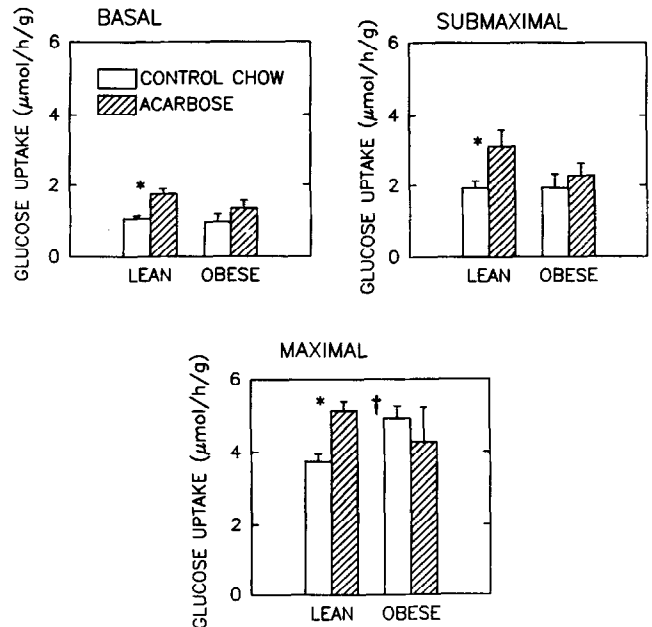 BASAL
GLUCOSE UPTAKE (μmol/h/g)
6
4
2
0
CONTROL CHOW
ACARBOSE
*
LEAN OBESE
SUBMAXIMAL
GLUCOSE UPTAKE (μmol/h/g)
6
4
2
0
*
LEAN OBESE
MAXIMAL
GLUCOSE UPTAKE (μmol/h/g)
6
4
2
0
* †
LEAN OBESE